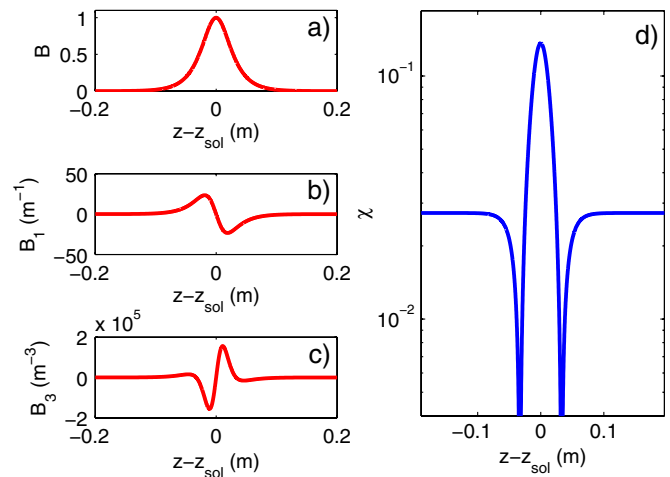 a)
B
1
0.5
0
−0.2
0
0.2
z−z_sol (m)
b)
B_1 (m^−1)
50
0
−50
−0.2
0
0.2
z−z_sol (m)
x 10^5
c)
B_3 (m^−3)
2
0
−2
−0.2
0
0.2
z−z_sol (m)
d)
χ
10^−1
10^−2
−0.1
0
0.1
z−z_sol (m)